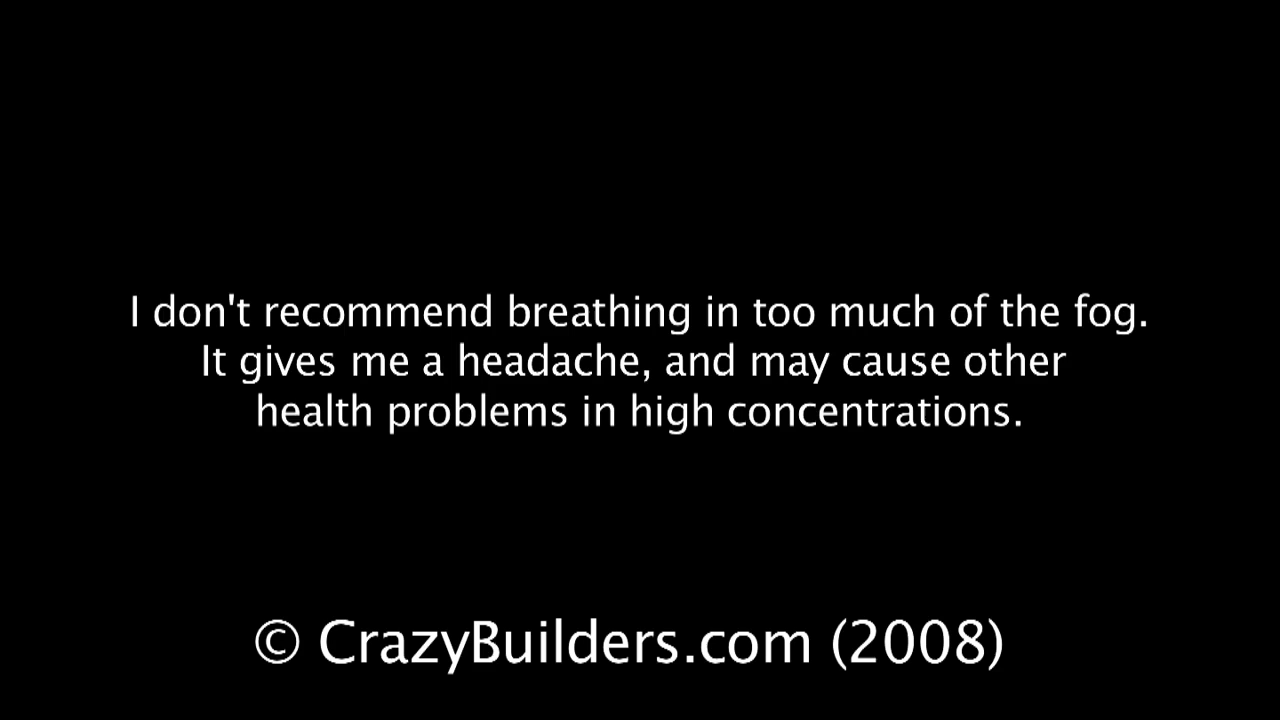 I don't recommend breathing in too much of the fog.
It gives me a headache, and may cause other
health problems in high concentrations.
© CrazyBuilders.com (2008)